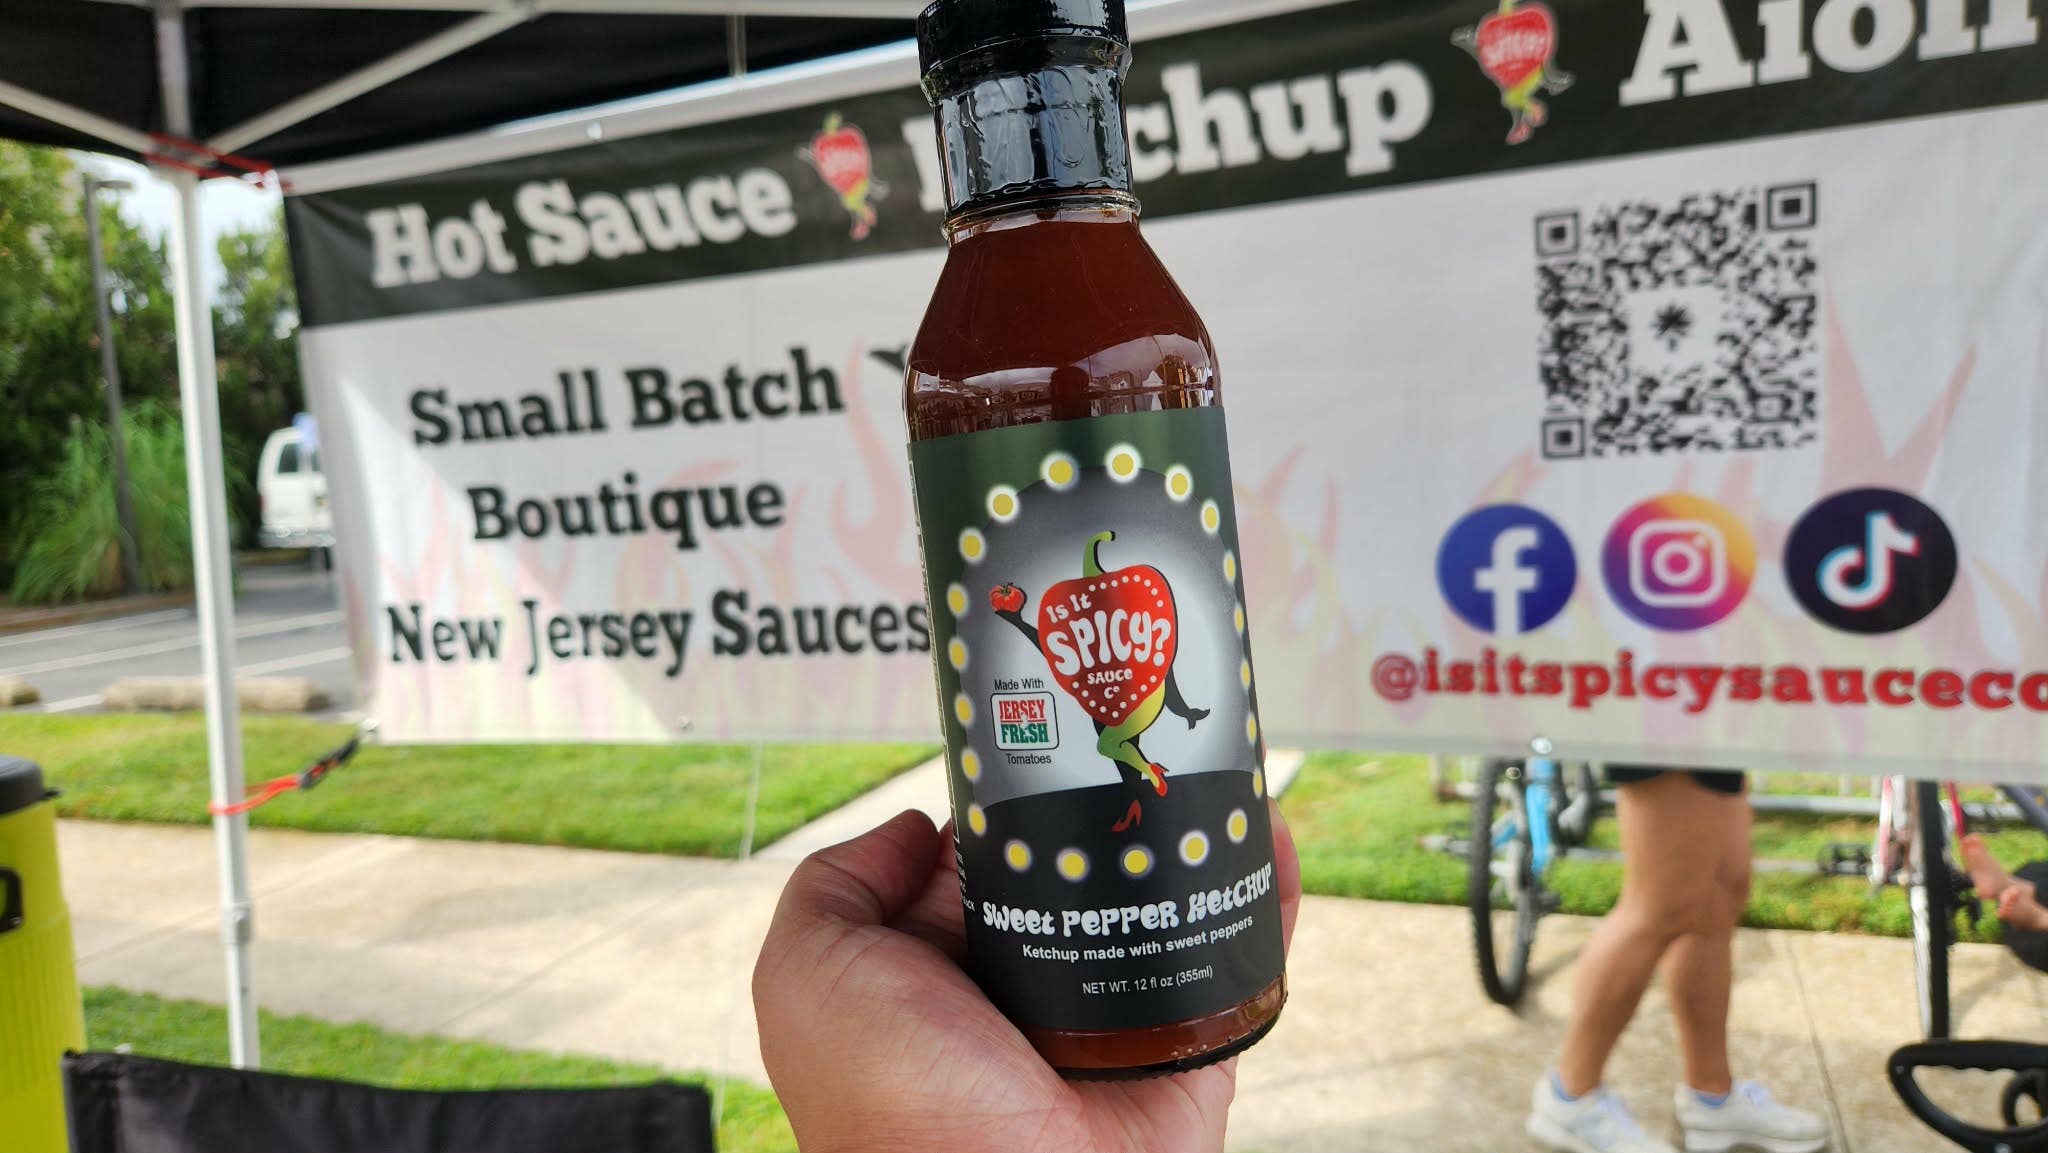 Hot Sauce
chup
Aioli
Small Batch
Boutique
New Jersey Sauces
@isitspicysauceco
Is It
SPICY?
SAUCE
Co
Made With
JERSEY
FRESH
Tomatoes
SWEET PEPPER KETCHUP
Ketchup made with sweet peppers
NET WT. 12 fl oz (355ml)